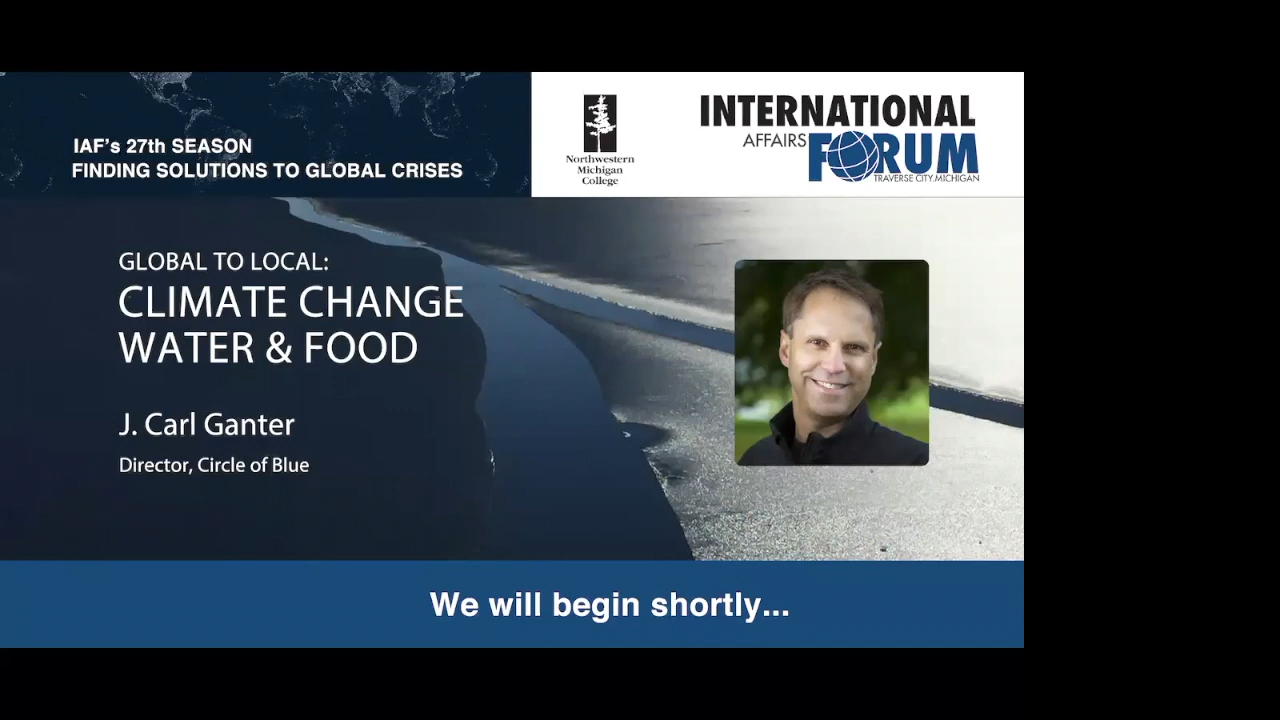 IAF's 27th SEASON
FINDING SOLUTIONS TO GLOBAL CRISES
Northwestern
Michigan
College
INTERNATIONAL
AFFAIRS FORUM
TRAVERSE CITY, MICHIGAN
GLOBAL TO LOCAL:
CLIMATE CHANGE
WATER & FOOD
J. Carl Ganter
Director, Circle of Blue
We will begin shortly...